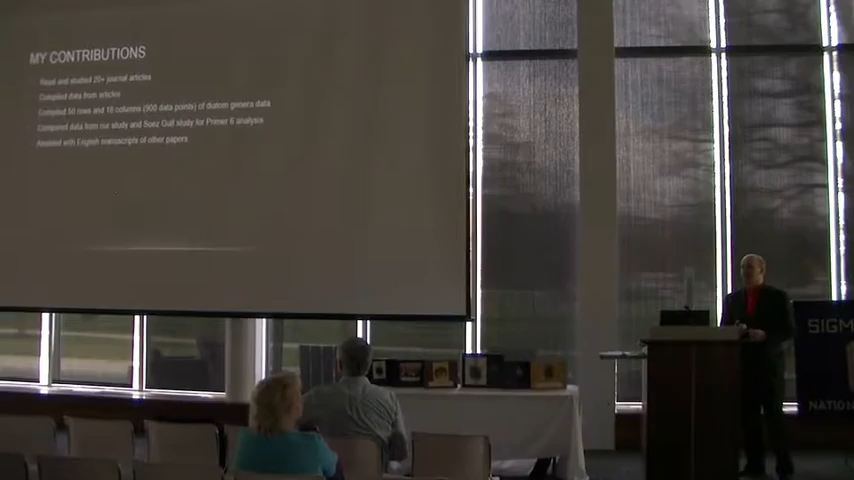 MY CONTRIBUTIONS
Read and studied 20+ journal articles
Compiled data from articles
Compiled 50 rows and 18 columns (900 data points) of diatom genera data
Compared data from our study and Suez Gulf study for Primer 6 analysis
Assisted with English manuscripts of other papers
SIGM
NATION